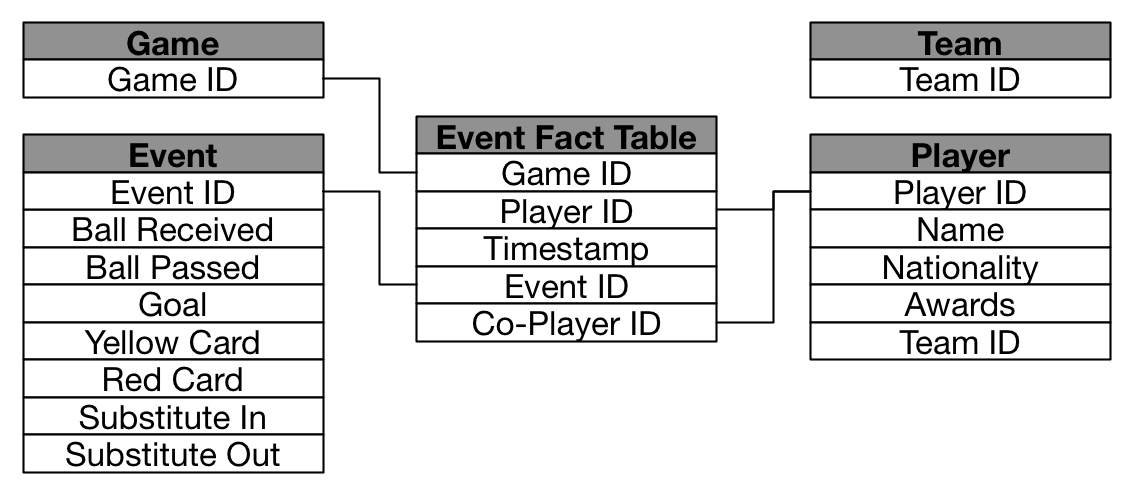 Game
Game ID
Event
Event ID
Ball Received
Ball Passed
Goal
Yellow Card
Red Card
Substitute In
Substitute Out
Event Fact Table
Game ID
Player ID
Timestamp
Event ID
Co-Player ID
Team
Team ID
Player
Player ID
Name
Nationality
Awards
Team ID